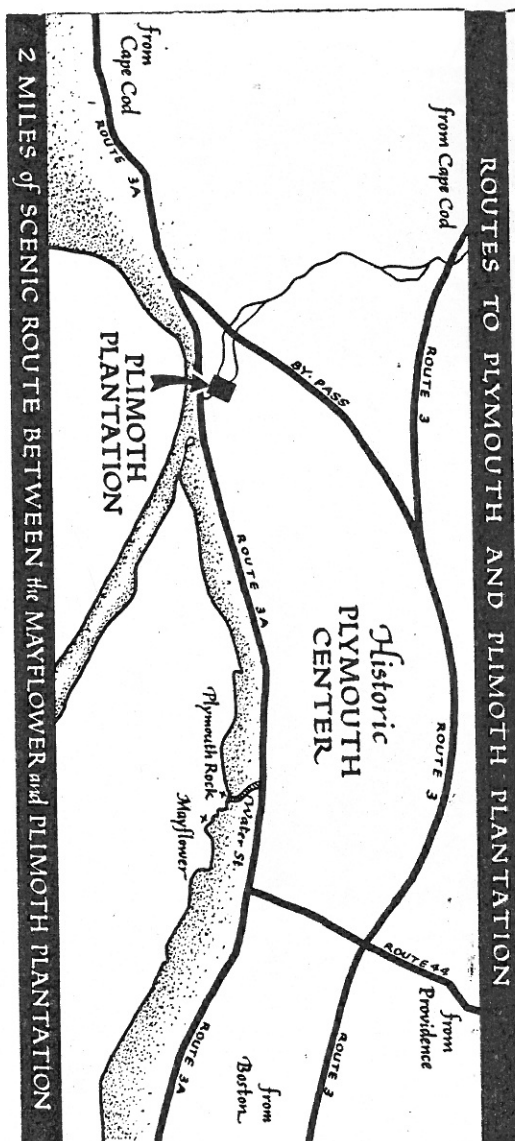 ROUTES TO PLYMOUTH AND PLIMOTH PLANTATION
from Cape Cod
ROUTE 3
from
Cape Cod
ROUTE 3A
BY. PASS
PLIMOTH
PLANTATION
Historic
PLYMOUTH
CENTER
ROUTE 3
ROUTE 3A
Plymouth Rock
Water St.
Mayflower
ROUTE 44
from
Providence
ROUTE 3
from
Boston
ROUTE 3A
2 MILES of SCENIC ROUTE BETWEEN the MAYFLOWER and PLIMOTH PLANTATION